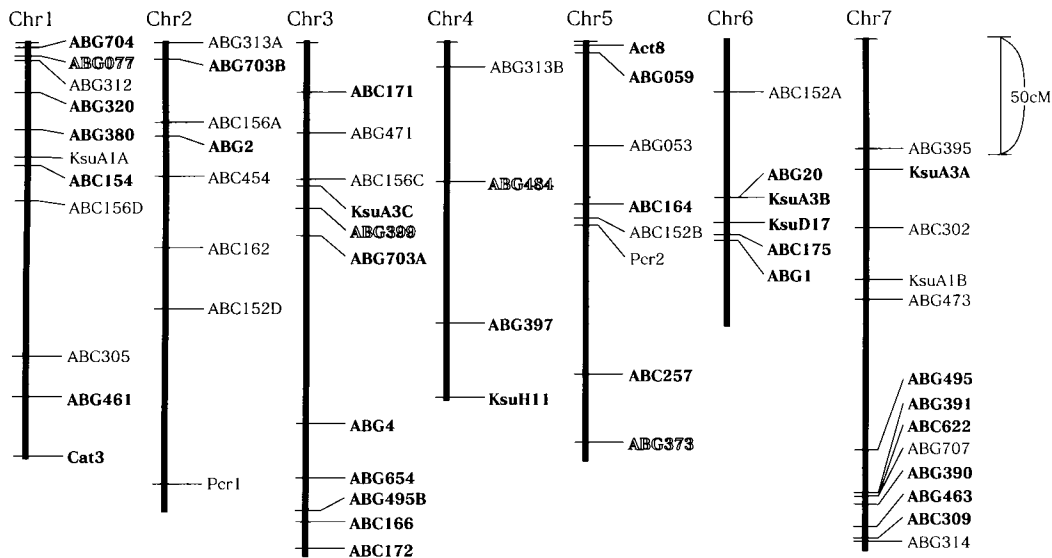 Chr1
ABG704
ABG077
ABG312
ABG320
ABG380
KsuA1A
ABC154
ABC156D
ABC305
ABG461
Cat3
Chr2
ABG313A
ABG703B
ABC156A
ABG2
ABC454
ABC162
ABC152D
Pcr1
Chr3
ABC171
ABG471
ABC156C
KsuA3C
ABG399
ABG703A
ABG4
ABG654
ABG495B
ABC166
ABC172
Chr4
ABG313B
ABG484
ABG397
KsuH11
Chr5
Act8
ABG059
ABG053
ABC164
ABC152B
Pcr2
ABC257
ABG373
Chr6
ABC152A
ABG20
KsuA3B
KsuD17
ABC175
ABG1
Chr7
ABG395
KsuA3A
ABC302
KsuA1B
ABG473
ABG495
ABG391
ABC622
ABG707
ABG390
ABG463
ABC309
ABG314
50cM